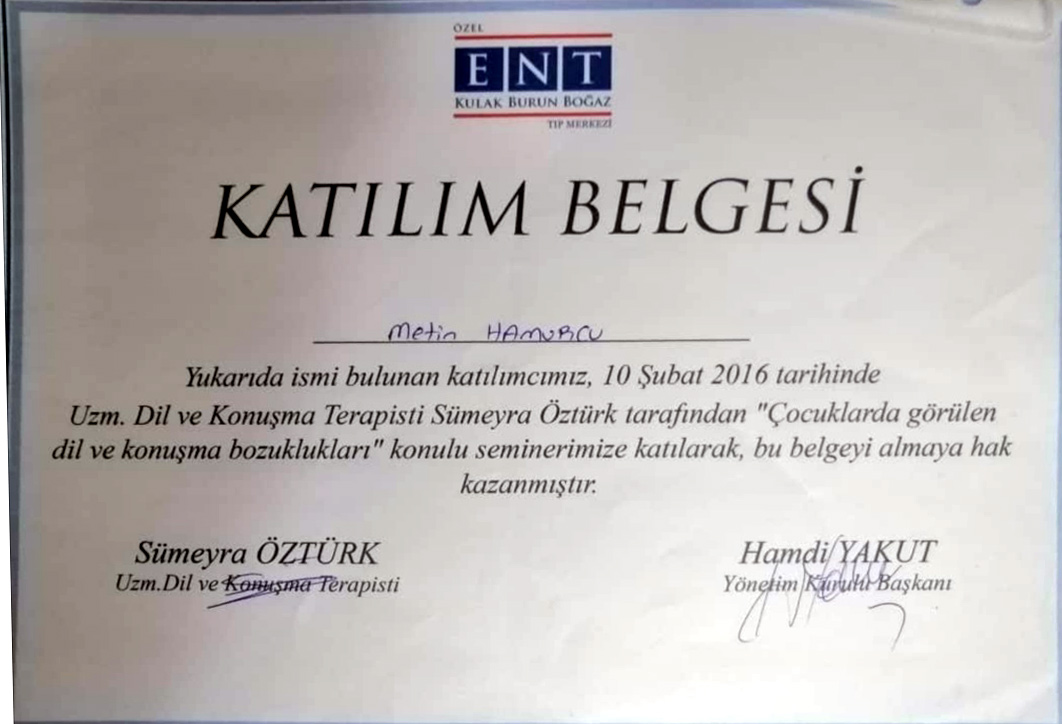 ÖZEL
ENT
KULAK BURUN BOĞAZ
TIP MERKEZİ
KATILIM BELGESİ
Metin HAMURCU
Yukarıda ismi bulunan katılımcımız, 10 Şubat 2016 tarihinde
Uzm. Dil ve Konuşma Terapisti Sümeyra Öztürk tarafından "Çocuklarda görülen
dil ve konuşma bozuklukları" konulu seminerimize katılarak, bu belgeyi almaya hak
kazanmıştır.
Sümeyra ÖZTÜRK Hamdi YAKUT
Uzm.Dil ve Konuşma Terapisti Yönetim Kurulu Başkanı